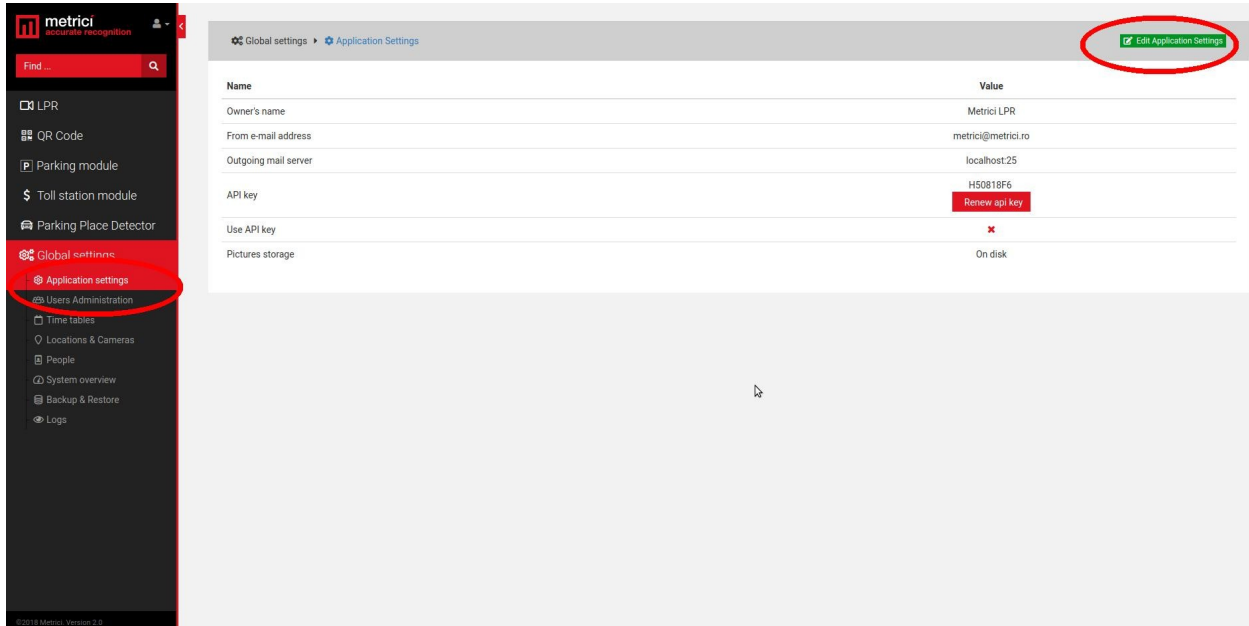 metrici
accurate recognition
Find ...
LPR
QR Code
P Parking module
$ Toll station module
Parking Place Detector
Global settings
Application settings
Users Administration
Time tables
Locations & Cameras
People
System overview
Backup & Restore
Logs
©2018 Metrici. Version 2.0
Global settings Application Settings
Edit Application Settings
Name Value
Owner's name Metrici LPR
From e-mail address metrici@metrici.ro
Outgoing mail server localhost:25
API key H50818F6
Renew api key
Use API key
Pictures storage On disk